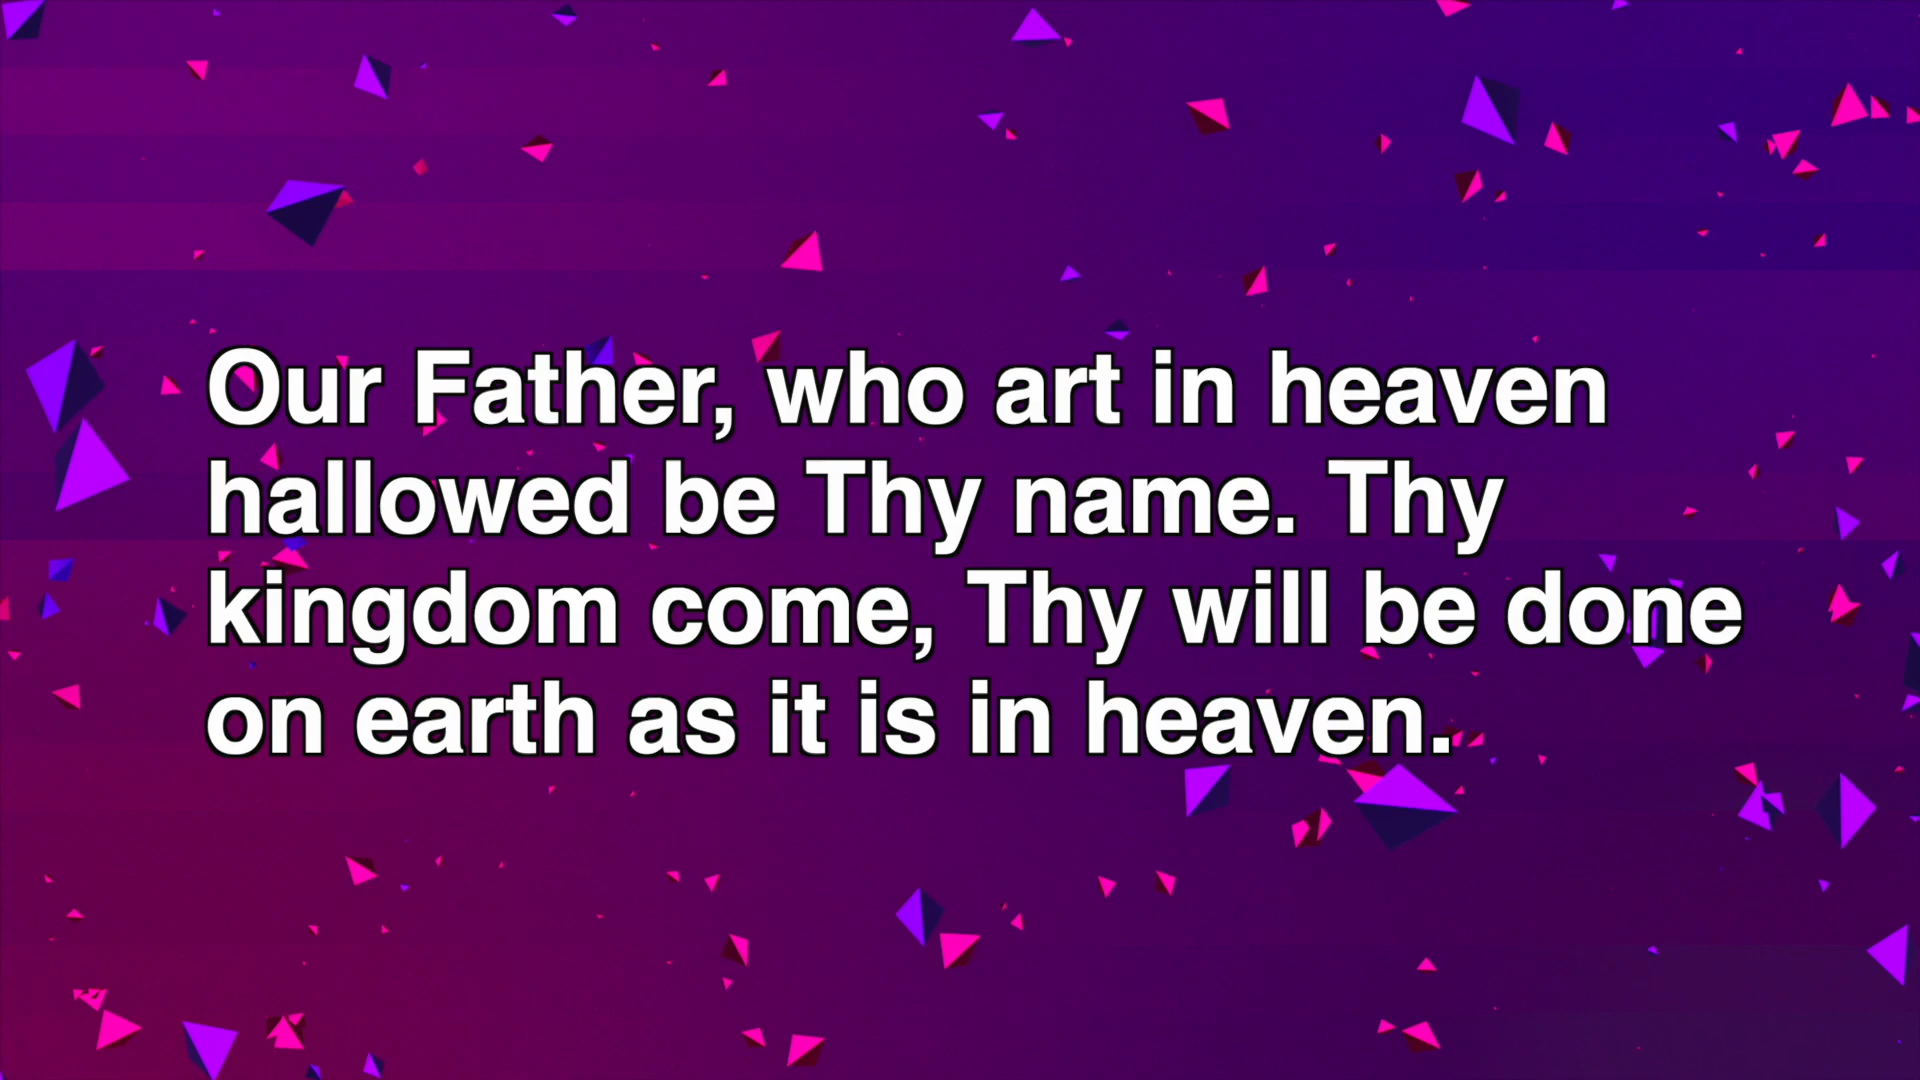 Our Father, who art in heaven
hallowed be Thy name. Thy
kingdom come, Thy will be done
on earth as it is in heaven.